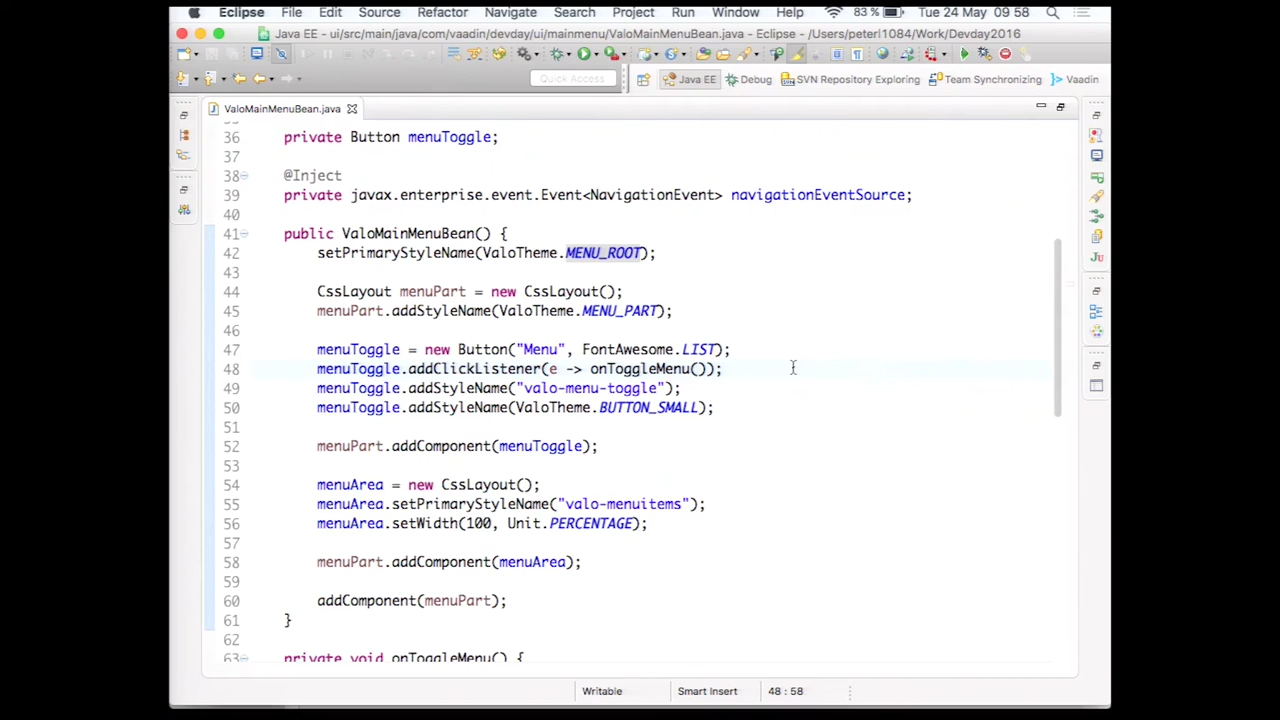 Eclipse File Edit Source Refactor Navigate Search Project Run Window Help 83 % Tue 24 May 09:58
Java EE - ui/src/main/java/com/vaadin/devday/ui/mainmenu/ValoMainMenuBean.java - Eclipse - /Users/peterl1084/Work/Devday2016
Quick Access Java EE Debug SVN Repository Exploring Team Synchronizing Vaadin
ValoMainMenuBean.java
36 private Button menuToggle;
37
38 @Inject
39 private javax.enterprise.event.Event<NavigationEvent> navigationEventSource;
40
41 public ValoMainMenuBean() {
42 setPrimaryStyleName(ValoTheme.MENU_ROOT);
43
44 CssLayout menuPart = new CssLayout();
45 menuPart.addStyleName(ValoTheme.MENU_PART);
46
47 menuToggle = new Button("Menu", FontAwesome.LIST);
48 menuToggle.addClickListener(e -> onToggleMenu());
49 menuToggle.addStyleName("valo-menu-toggle");
50 menuToggle.addStyleName(ValoTheme.BUTTON_SMALL);
51
52 menuPart.addComponent(menuToggle);
53
54 menuArea = new CssLayout();
55 menuArea.setPrimaryStyleName("valo-menuitems");
56 menuArea.setWidth(100, Unit.PERCENTAGE);
57
58 menuPart.addComponent(menuArea);
59
60 addComponent(menuPart);
61 }
62
63 private void onToggleMenu() {
Writable Smart Insert 48 : 58